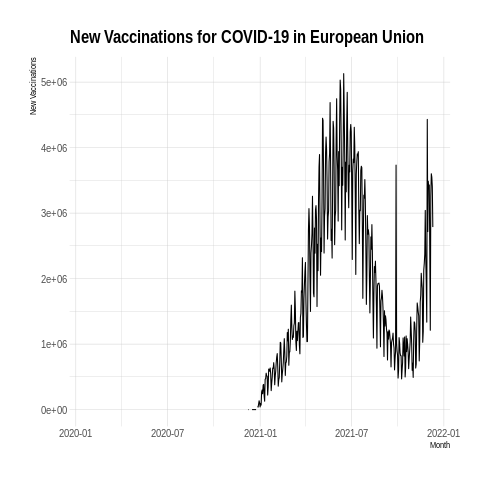 New Vaccinations for COVID-19 in European Union
New Vaccinations
5e+06
4e+06
3e+06
2e+06
1e+06
0e+00
2020-01 2020-07 2021-01 2021-07 2022-01
Month